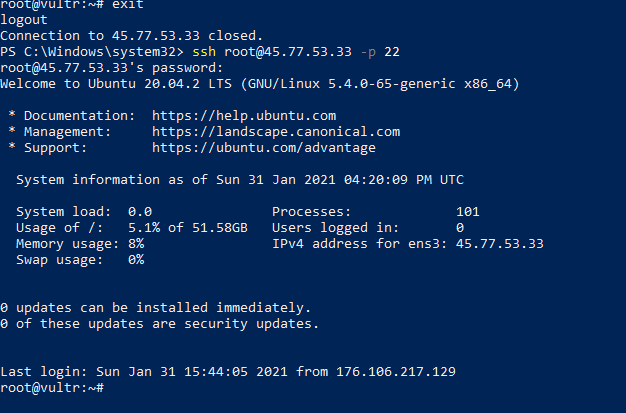 root@vultr:~# exit
logout
Connection to 45.77.53.33 closed.
PS C:\Windows\system32> ssh root@45.77.53.33 -p 22
root@45.77.53.33's password:
Welcome to Ubuntu 20.04.2 LTS (GNU/Linux 5.4.0-65-generic x86_64)
* Documentation:  https://help.ubuntu.com
* Management:     https://landscape.canonical.com
* Support:        https://ubuntu.com/advantage
System information as of Sun 31 Jan 2021 04:20:09 PM UTC
System load:  0.0               Processes:             101
Usage of /:   5.1% of 51.58GB   Users logged in:       0
Memory usage: 8%                IPv4 address for ens3: 45.77.53.33
Swap usage:   0%
0 updates can be installed immediately.
0 of these updates are security updates.
Last login: Sun Jan 31 15:44:05 2021 from 176.106.217.129
root@vultr:~#